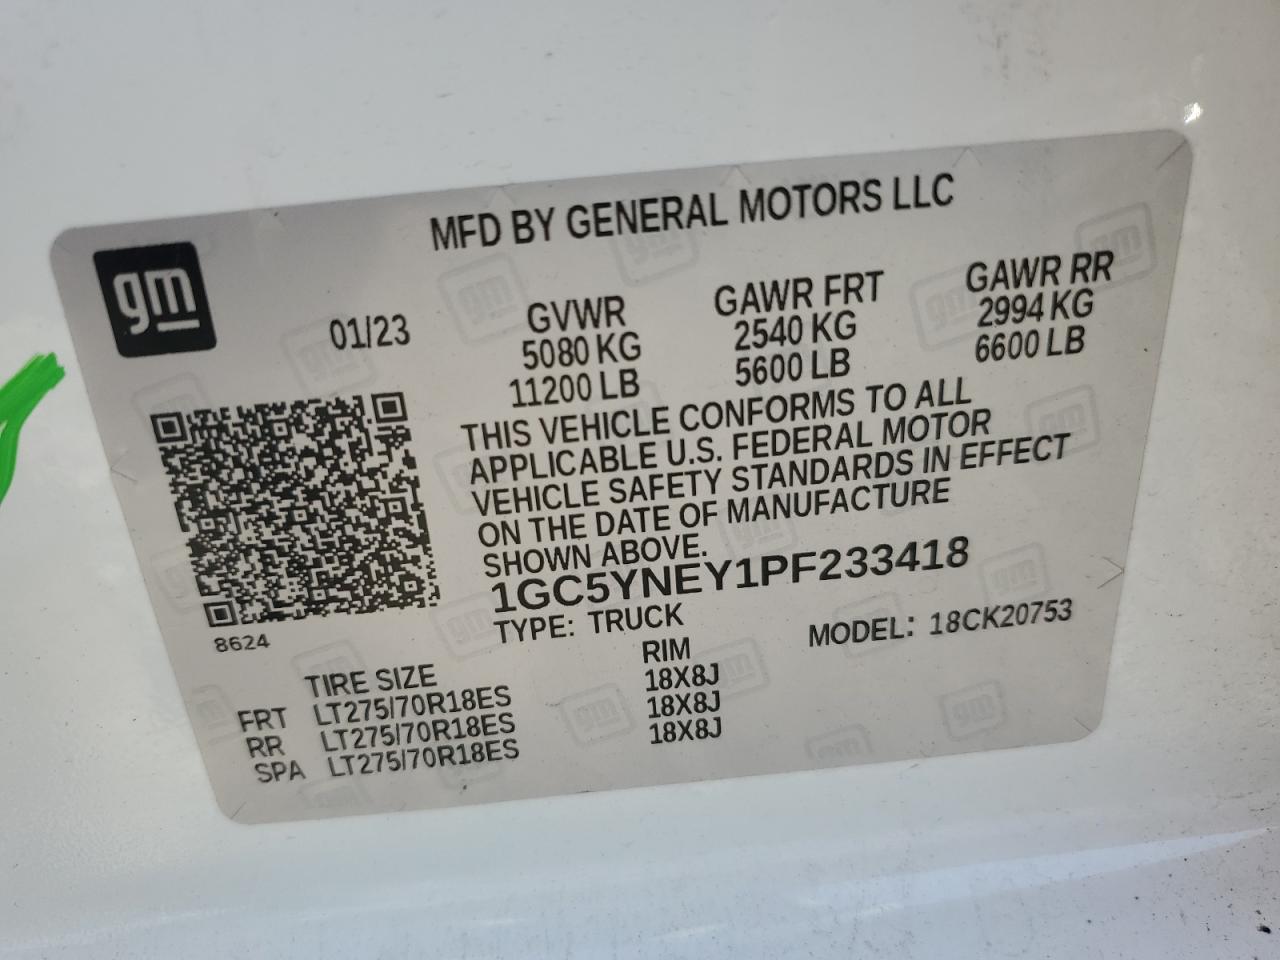 MFD BY GENERAL MOTORS LLC
gm
01/23
GVWR GAWR FRT GAWR RR
5080 KG 2540 KG 2994 KG
11200 LB 5600 LB 6600 LB
THIS VEHICLE CONFORMS TO ALL
APPLICABLE U.S. FEDERAL MOTOR
VEHICLE SAFETY STANDARDS IN EFFECT
ON THE DATE OF MANUFACTURE
SHOWN ABOVE.
1GC5YNEY1PF233418
8624
TYPE: TRUCK MODEL: 18CK20753
TIRE SIZE RIM
FRT LT275/70R18ES 18X8J
RR LT275/70R18ES 18X8J
SPA LT275/70R18ES 18X8J